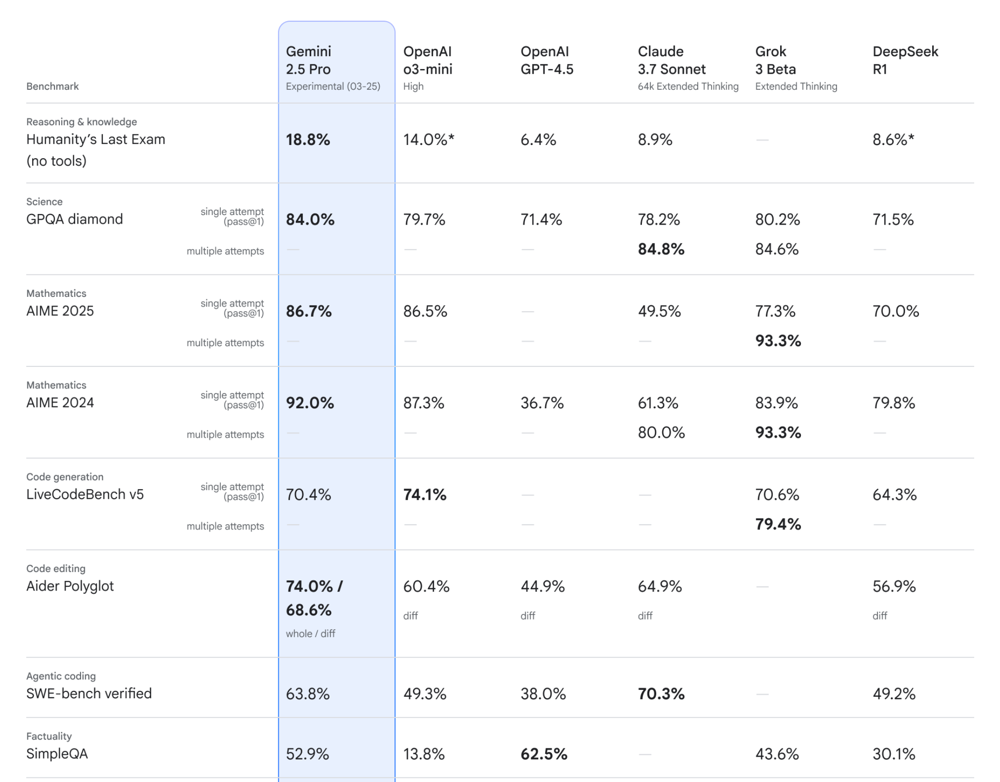 Benchmark
Gemini
2.5 Pro
Experimental (03-25)
OpenAI
o3-mini
High
OpenAI
GPT-4.5
Claude
3.7 Sonnet
64k Extended Thinking
Grok
3 Beta
Extended Thinking
DeepSeek
R1
Reasoning & knowledge
Humanity’s Last Exam
(no tools)
18.8% 14.0%* 6.4% 8.9% — 8.6%*
Science
GPQA diamond
single attempt
(pass@1)
84.0% 79.7% 71.4% 78.2% 80.2% 71.5%
multiple attempts — — — 84.8% 84.6% —
Mathematics
AIME 2025
single attempt
(pass@1)
86.7% 86.5% — 49.5% 77.3% 70.0%
multiple attempts — — — — 93.3% —
Mathematics
AIME 2024
single attempt
(pass@1)
92.0% 87.3% 36.7% 61.3% 83.9% 79.8%
multiple attempts — — — 80.0% 93.3% —
Code generation
LiveCodeBench v5
single attempt
(pass@1)
70.4% 74.1% — — 70.6% 64.3%
multiple attempts — — — — 79.4% —
Code editing
Aider Polyglot
74.0% /
68.6%
whole / diff
60.4%
diff
44.9%
diff
64.9%
diff
—
56.9%
diff
Agentic coding
SWE-bench verified
63.8% 49.3% 38.0% 70.3% — 49.2%
Factuality
SimpleQA
52.9% 13.8% 62.5% — 43.6% 30.1%